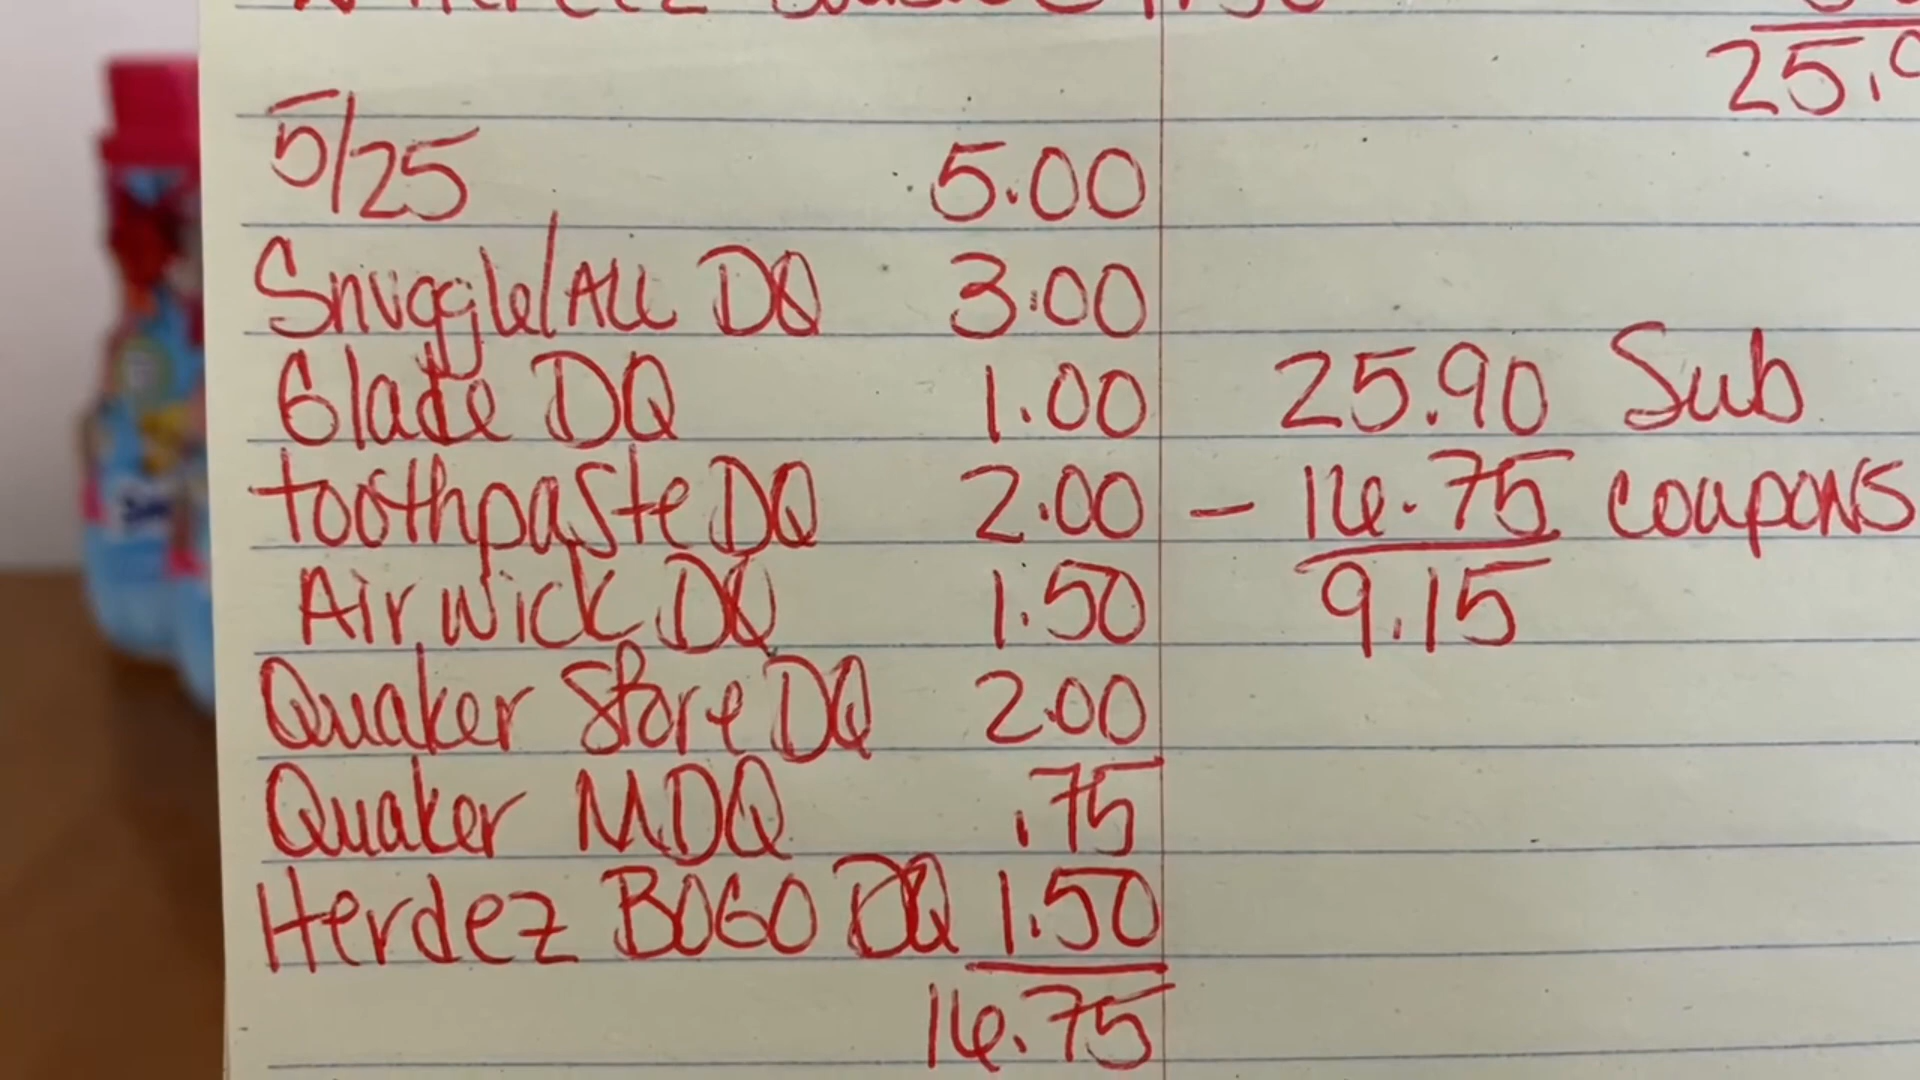 25.9
5/25 5.00
Snuggle/ALL DQ 3.00
Glade DQ 1.00
25.90 Sub
toothpaste DQ 2.00
- 16.75 coupons
Air Wick DQ 1.50
9.15
Quaker Store DQ 2.00
Quaker MDQ .75
Herdez BOGO DQ 1.50
16.75